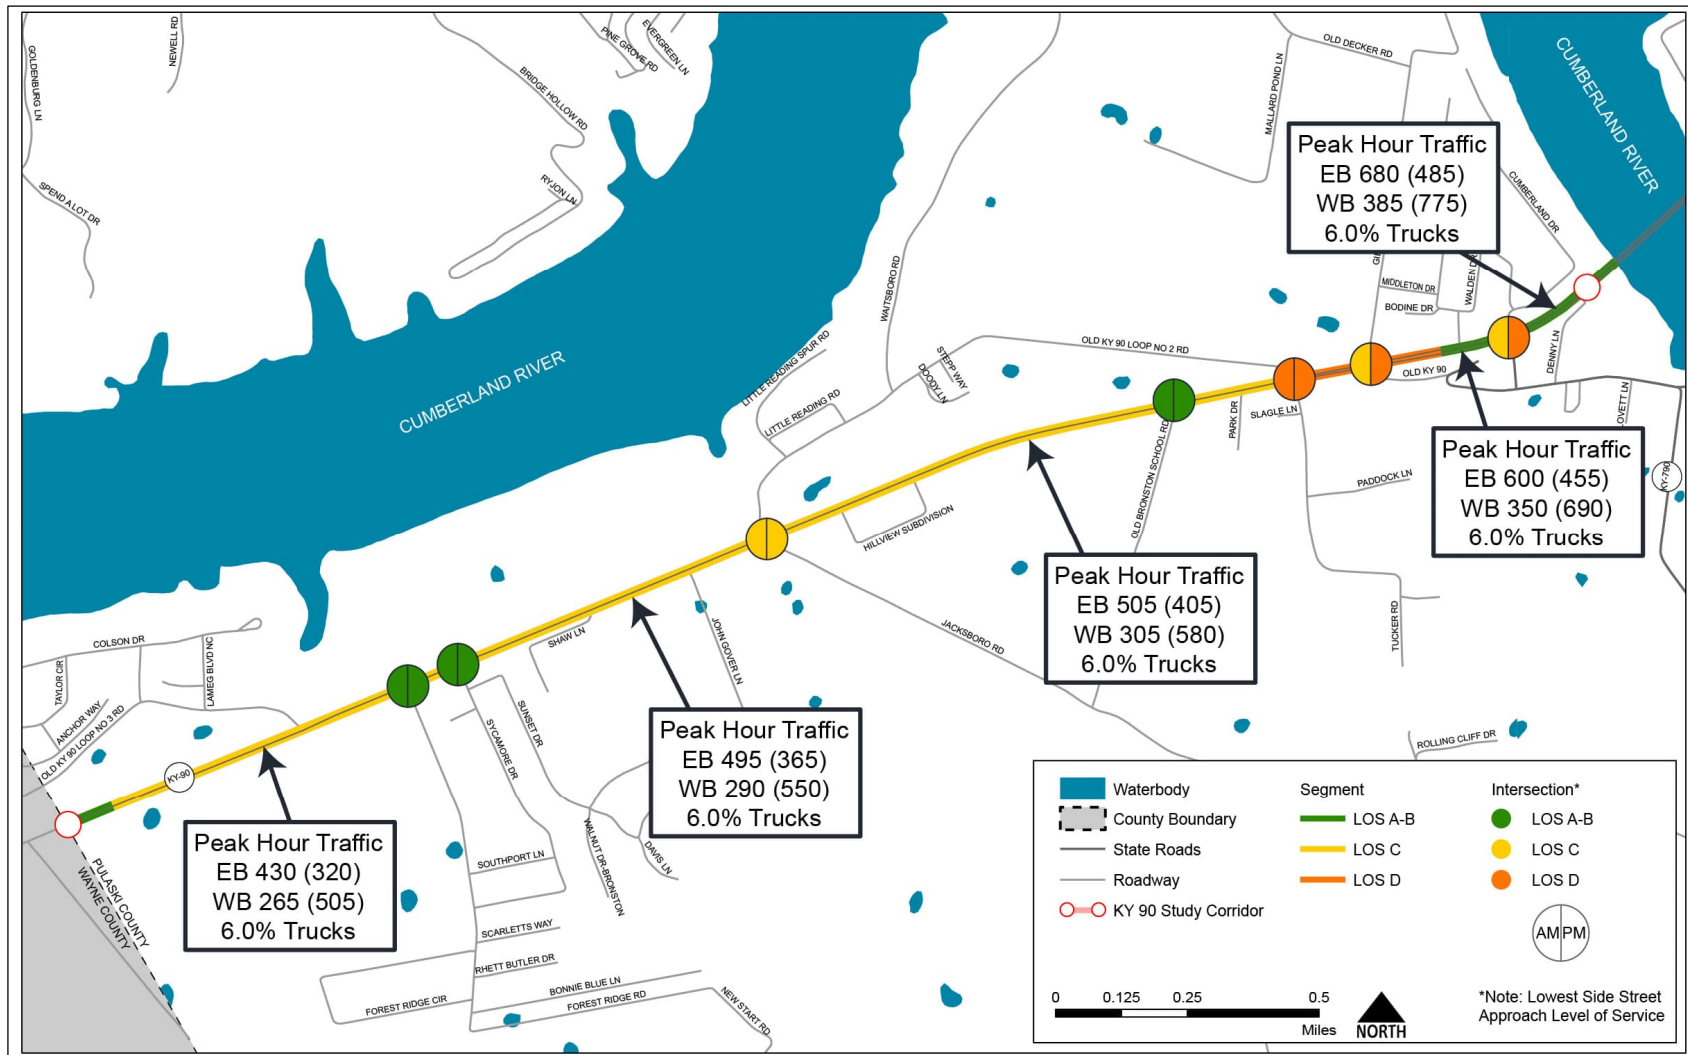 GOLDENBURG LN
NEWELL RD
PINE GROVE RD
EVERGREEN LN
BRIDGE HOLLOW RD
SPEND A LOT DR
RYJON LN
CUMBERLAND RIVER
OLD DECKER RD
MALLARD POND LN
CUMBERLAND RIVER
Peak Hour Traffic
EB 680 (485)
WB 385 (775)
6.0% Trucks
CUMBERLAND DR
WAITSBORO RD
MIDDLETON DR
WALDEN DR
BODINE DR
OLD KY 90 LOOP NO 2 RD
LITTLE READING SPUR RD
LITTLE READING RD
STEPP WAY
DOODY LN
OLD KY 90
DENNY LN
PARK DR
SLAGLE LN
OLD BRONSTON SCHOOL RD
PADDOCK LN
KY-790
Peak Hour Traffic
EB 600 (455)
WB 350 (690)
6.0% Trucks
HILLVIEW SUBDIVISION
Peak Hour Traffic
EB 505 (405)
WB 305 (580)
6.0% Trucks
TUCKER RD
JACKSBORO RD
JOHN GOVER LN
SHAW LN
COLSON DR
TAYLOR CIR
LAMEG BLVD NC
ANCHOR WAY
OLD KY 90 LOOP NO 3 RD
KY-90
SUNSET DR
SYCAMORE DR
Peak Hour Traffic
EB 495 (365)
WB 290 (550)
6.0% Trucks
ROLLING CLIFF DR
Peak Hour Traffic
EB 430 (320)
WB 265 (505)
6.0% Trucks
PULASKI COUNTY
WAYNE COUNTY
WALNUT DR-BRONSTON
DAVIS LN
SOUTHPORT LN
SCARLETTS WAY
RHETT BUTLER DR
BONNIE BLUE LN
FOREST RIDGE CIR
FOREST RIDGE RD
NEW START RD
Waterbody
County Boundary
State Roads
Roadway
KY 90 Study Corridor
Segment
LOS A-B
LOS C
LOS D
Intersection*
LOS A-B
LOS C
LOS D
AM PM
0 0.125 0.25 0.5
Miles
NORTH
*Note: Lowest Side Street
Approach Level of Service